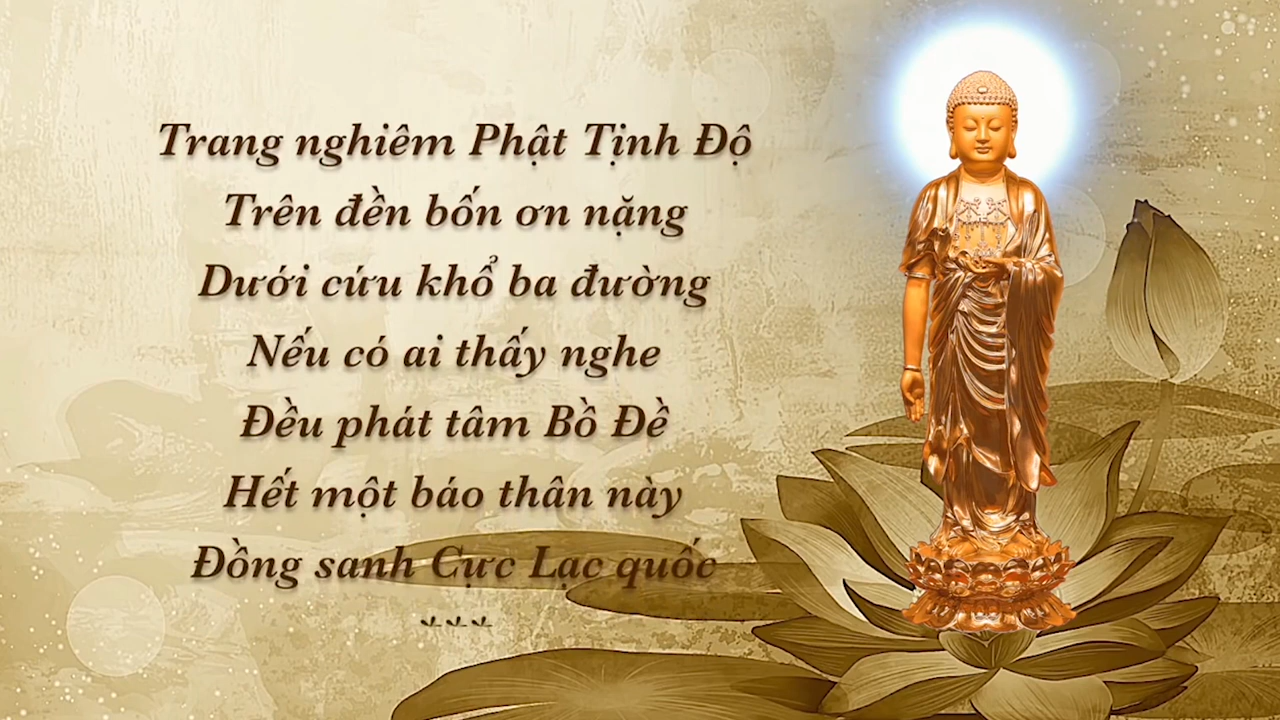 Trang nghiêm Phật Tịnh Độ
Trên đền bốn ơn nặng
Dưới cứu khổ ba đường
Nếu có ai thấy nghe
Đều phát tâm Bồ Đề
Hết một báo thân này
Đồng sanh Cực Lạc quốc